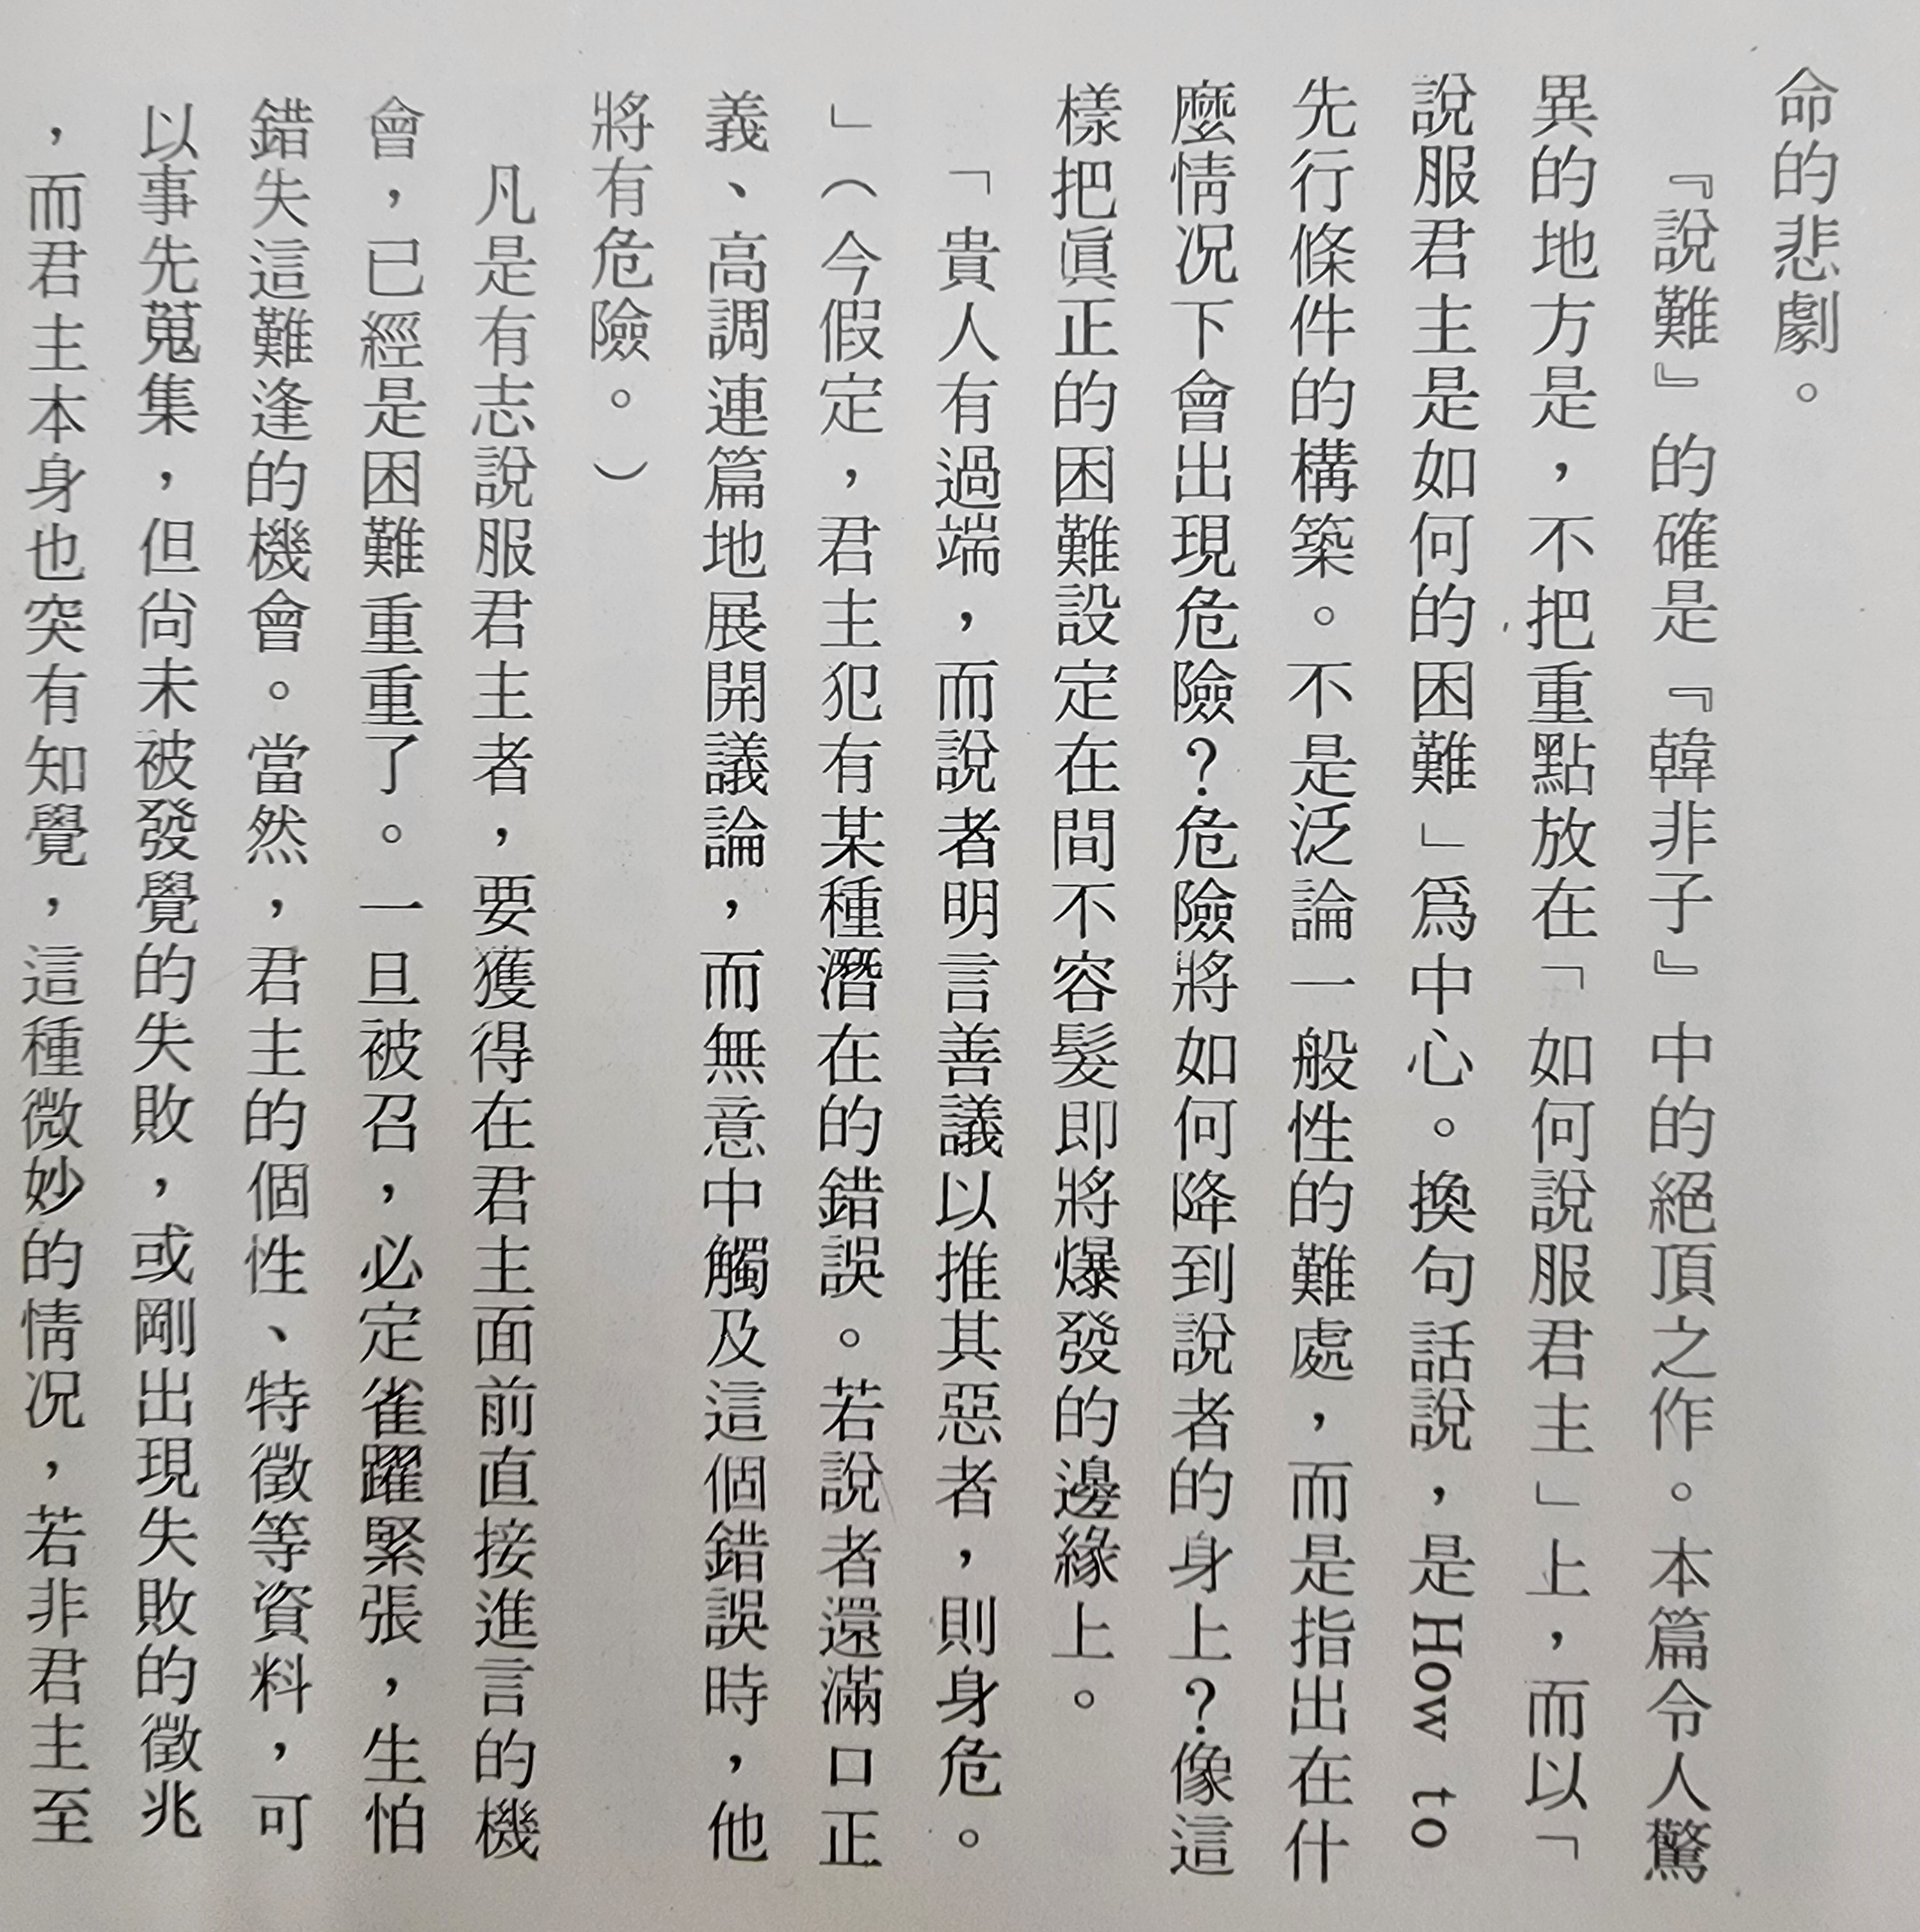 命的悲劇。
『說難』的確是『韓非子』中的絕頂之作。本篇令人驚
異的地方是，不把重點放在「如何說服君主」上，而以「
說服君主是如何的困難」爲中心。換句話說，是How to
先行條件的構築。不是泛論一般性的難處，而是指出在什
麼情况下會出現危險？危險將如何降到說者的身上？像這
樣把眞正的困難設定在間不容髮即將爆發的邊緣上。
「貴人有過端，而說者明言善議以推其惡者，則身危。
」（今假定，君主犯有某種潛在的錯誤。若說者還滿口正
義、高調連篇地展開議論，而無意中觸及這個錯誤時，他
將有危險。）
凡是有志說服君主者，要獲得在君主面前直接進言的機
會，已經是困難重重了。一旦被召，必定雀躍緊張，生怕
錯失這難逢的機會。當然，君主的個性、特徵等資料，可
以事先蒐集，但尙未被發覺的失敗，或剛出現失敗的徵兆
，而君主本身也突有知覺，這種微妙的情况，若非君主至